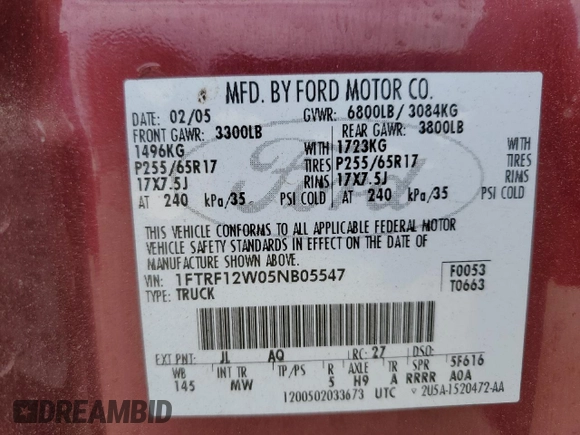 MFD. BY FORD MOTOR CO.
DATE: 02/05 GVWR: 6800LB/ 3084KG
FRONT GAWR: 3300LB REAR GAWR: 3800LB
1496KG WITH 1723KG WITH
P255/65R17 TIRES P255/65R17 TIRES
17X7.5J RIMS 17X7.5J RIMS
AT 240 kPa/35 PSI COLD AT 240 kPa/35 PSI COLD
Ford
THIS VEHICLE CONFORMS TO ALL APPLICABLE FEDERAL MOTOR
VEHICLE SAFETY STANDARDS IN EFFECT ON THE DATE OF
MANUFACTURE SHOWN ABOVE.
VIN: 1FTRF12W05NB05547 F0053
TYPE: TRUCK T0663
EXT PNT: JL AQ RC: 27 DSO:
WB INT TR TP/PS R AXLE TR SPR 5F616
145 MW 5 H9 A RRRR A0A
1200502033673 UTC 2U5A-1520472-AA
DREAMBID